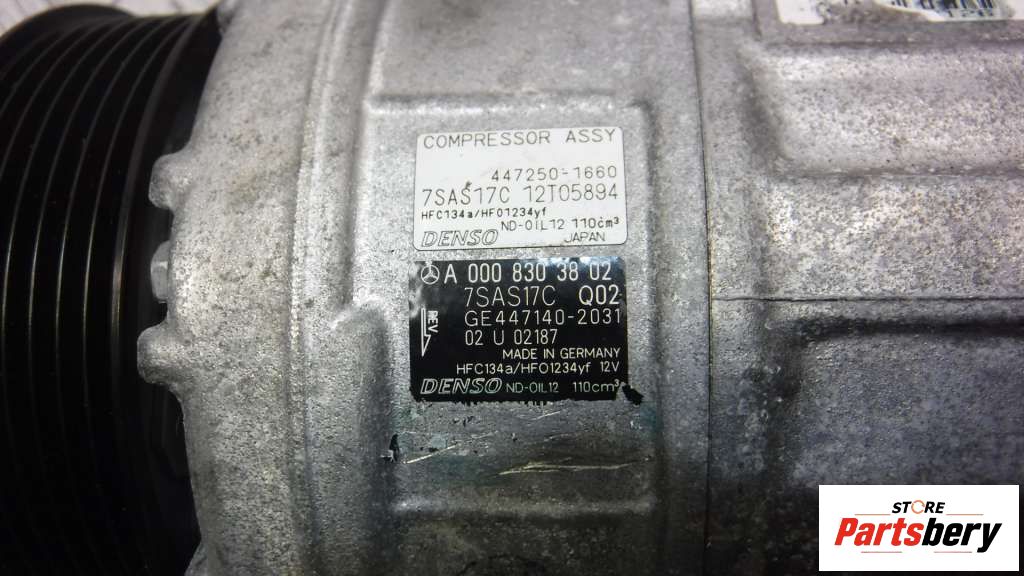 COMPRESSOR ASSY
447250-1660
7SAS17C 12T05894
HFC134a/HFO1234yf
ND-OIL12 110cm³
DENSO JAPAN
A 000 830 38 02
7SAS17C Q02
GE447140-2031
REV
02 U 02187
MADE IN GERMANY
HFC134a/HFO1234yf 12V
DENSO ND-OIL12 110cm³
STORE
Partsbery